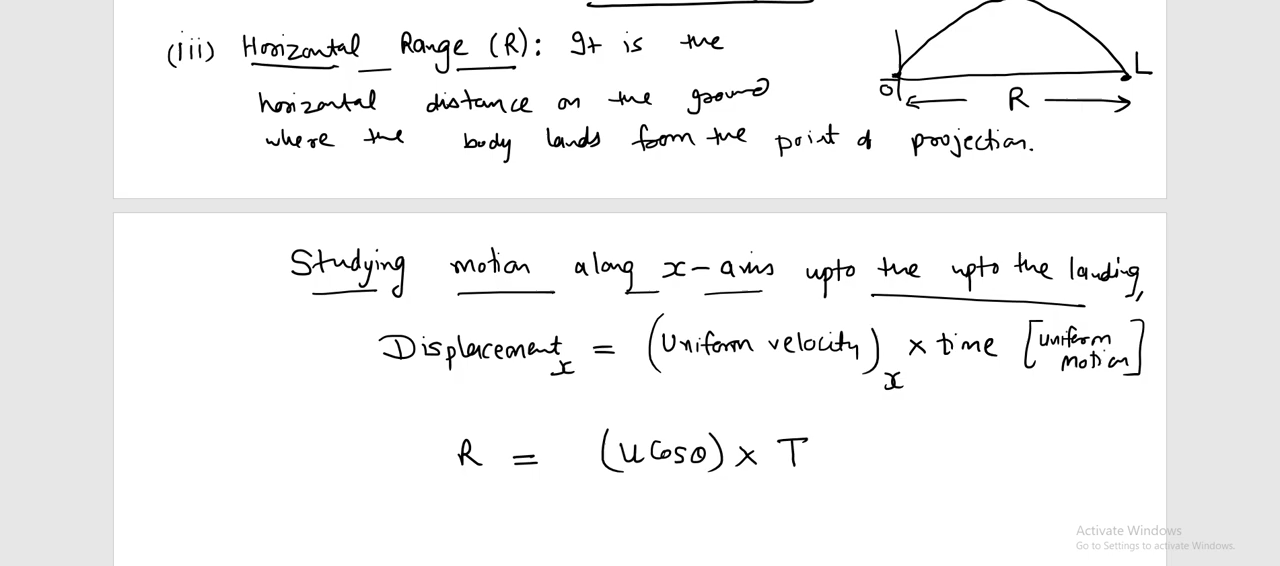 (iii) Horizontal Range (R): It is the
horizontal distance on the ground
where the body lands from the point of projection.
O
L
R
Studying motion along x-axis upto the upto the landing,
Displacement x = (Uniform velocity) x × time [uniform motion]
R = (u cosθ) × T
Activate Windows
Go to Settings to activate Windows.